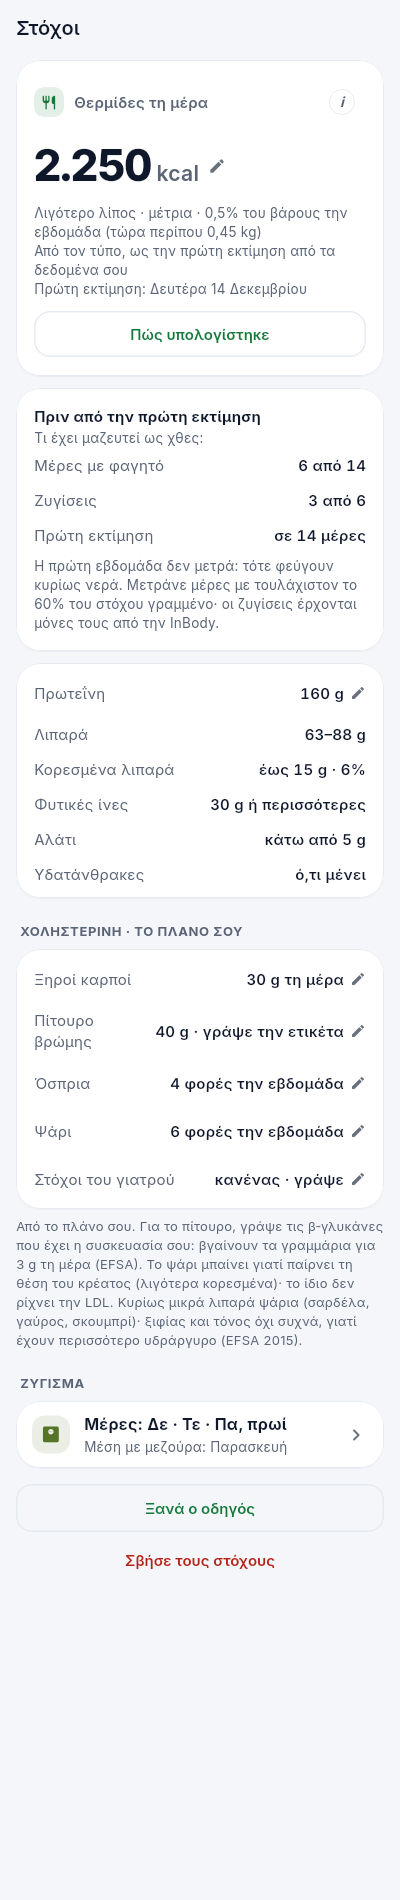 Στόχοι
Θερμίδες τη μέρα
i
2.250 kcal
Λιγότερο λίπος · μέτρια · 0,5% του βάρους την
εβδομάδα (τώρα περίπου 0,45 kg)
Από τον τύπο, ως την πρώτη εκτίμηση από τα
δεδομένα σου
Πρώτη εκτίμηση: Δευτέρα 14 Δεκεμβρίου
Πώς υπολογίστηκε
Πριν από την πρώτη εκτίμηση
Τι έχει μαζευτεί ως χθες:
Μέρες με φαγητό 6 από 14
Ζυγίσεις 3 από 6
Πρώτη εκτίμηση σε 14 μέρες
Η πρώτη εβδομάδα δεν μετρά: τότε φεύγουν
κυρίως νερά. Μετράνε μέρες με τουλάχιστον το
60% του στόχου γραμμένο· οι ζυγίσεις έρχονται
μόνες τους από την InBody.
Πρωτεΐνη 160 g
Λιπαρά 63–88 g
Κορεσμένα λιπαρά έως 15 g · 6%
Φυτικές ίνες 30 g ή περισσότερες
Αλάτι κάτω από 5 g
Υδατάνθρακες ό,τι μένει
ΧΟΛΗΣΤΕΡΙΝΗ · ΤΟ ΠΛΑΝΟ ΣΟΥ
Ξηροί καρποί 30 g τη μέρα
Πίτουρο
βρώμης 40 g · γράψε την ετικέτα
Όσπρια 4 φορές την εβδομάδα
Ψάρι 6 φορές την εβδομάδα
Στόχοι του γιατρού κανένας · γράψε
Από το πλάνο σου. Για το πίτουρο, γράψε τις β-γλυκάνες
που έχει η συσκευασία σου: βγαίνουν τα γραμμάρια για
3 g τη μέρα (EFSA). Το ψάρι μπαίνει γιατί παίρνει τη
θέση του κρέατος (λιγότερα κορεσμένα)· το ίδιο δεν
ρίχνει την LDL. Κυρίως μικρά λιπαρά ψάρια (σαρδέλα,
γαύρος, σκουμπρί)· ξιφίας και τόνος όχι συχνά, γιατί
έχουν περισσότερο υδράργυρο (EFSA 2015).
ΖΥΓΙΣΜΑ
Μέρες: Δε · Τε · Πα, πρωί
Μέση με μεζούρα: Παρασκευή
Ξανά ο οδηγός
Σβήσε τους στόχους